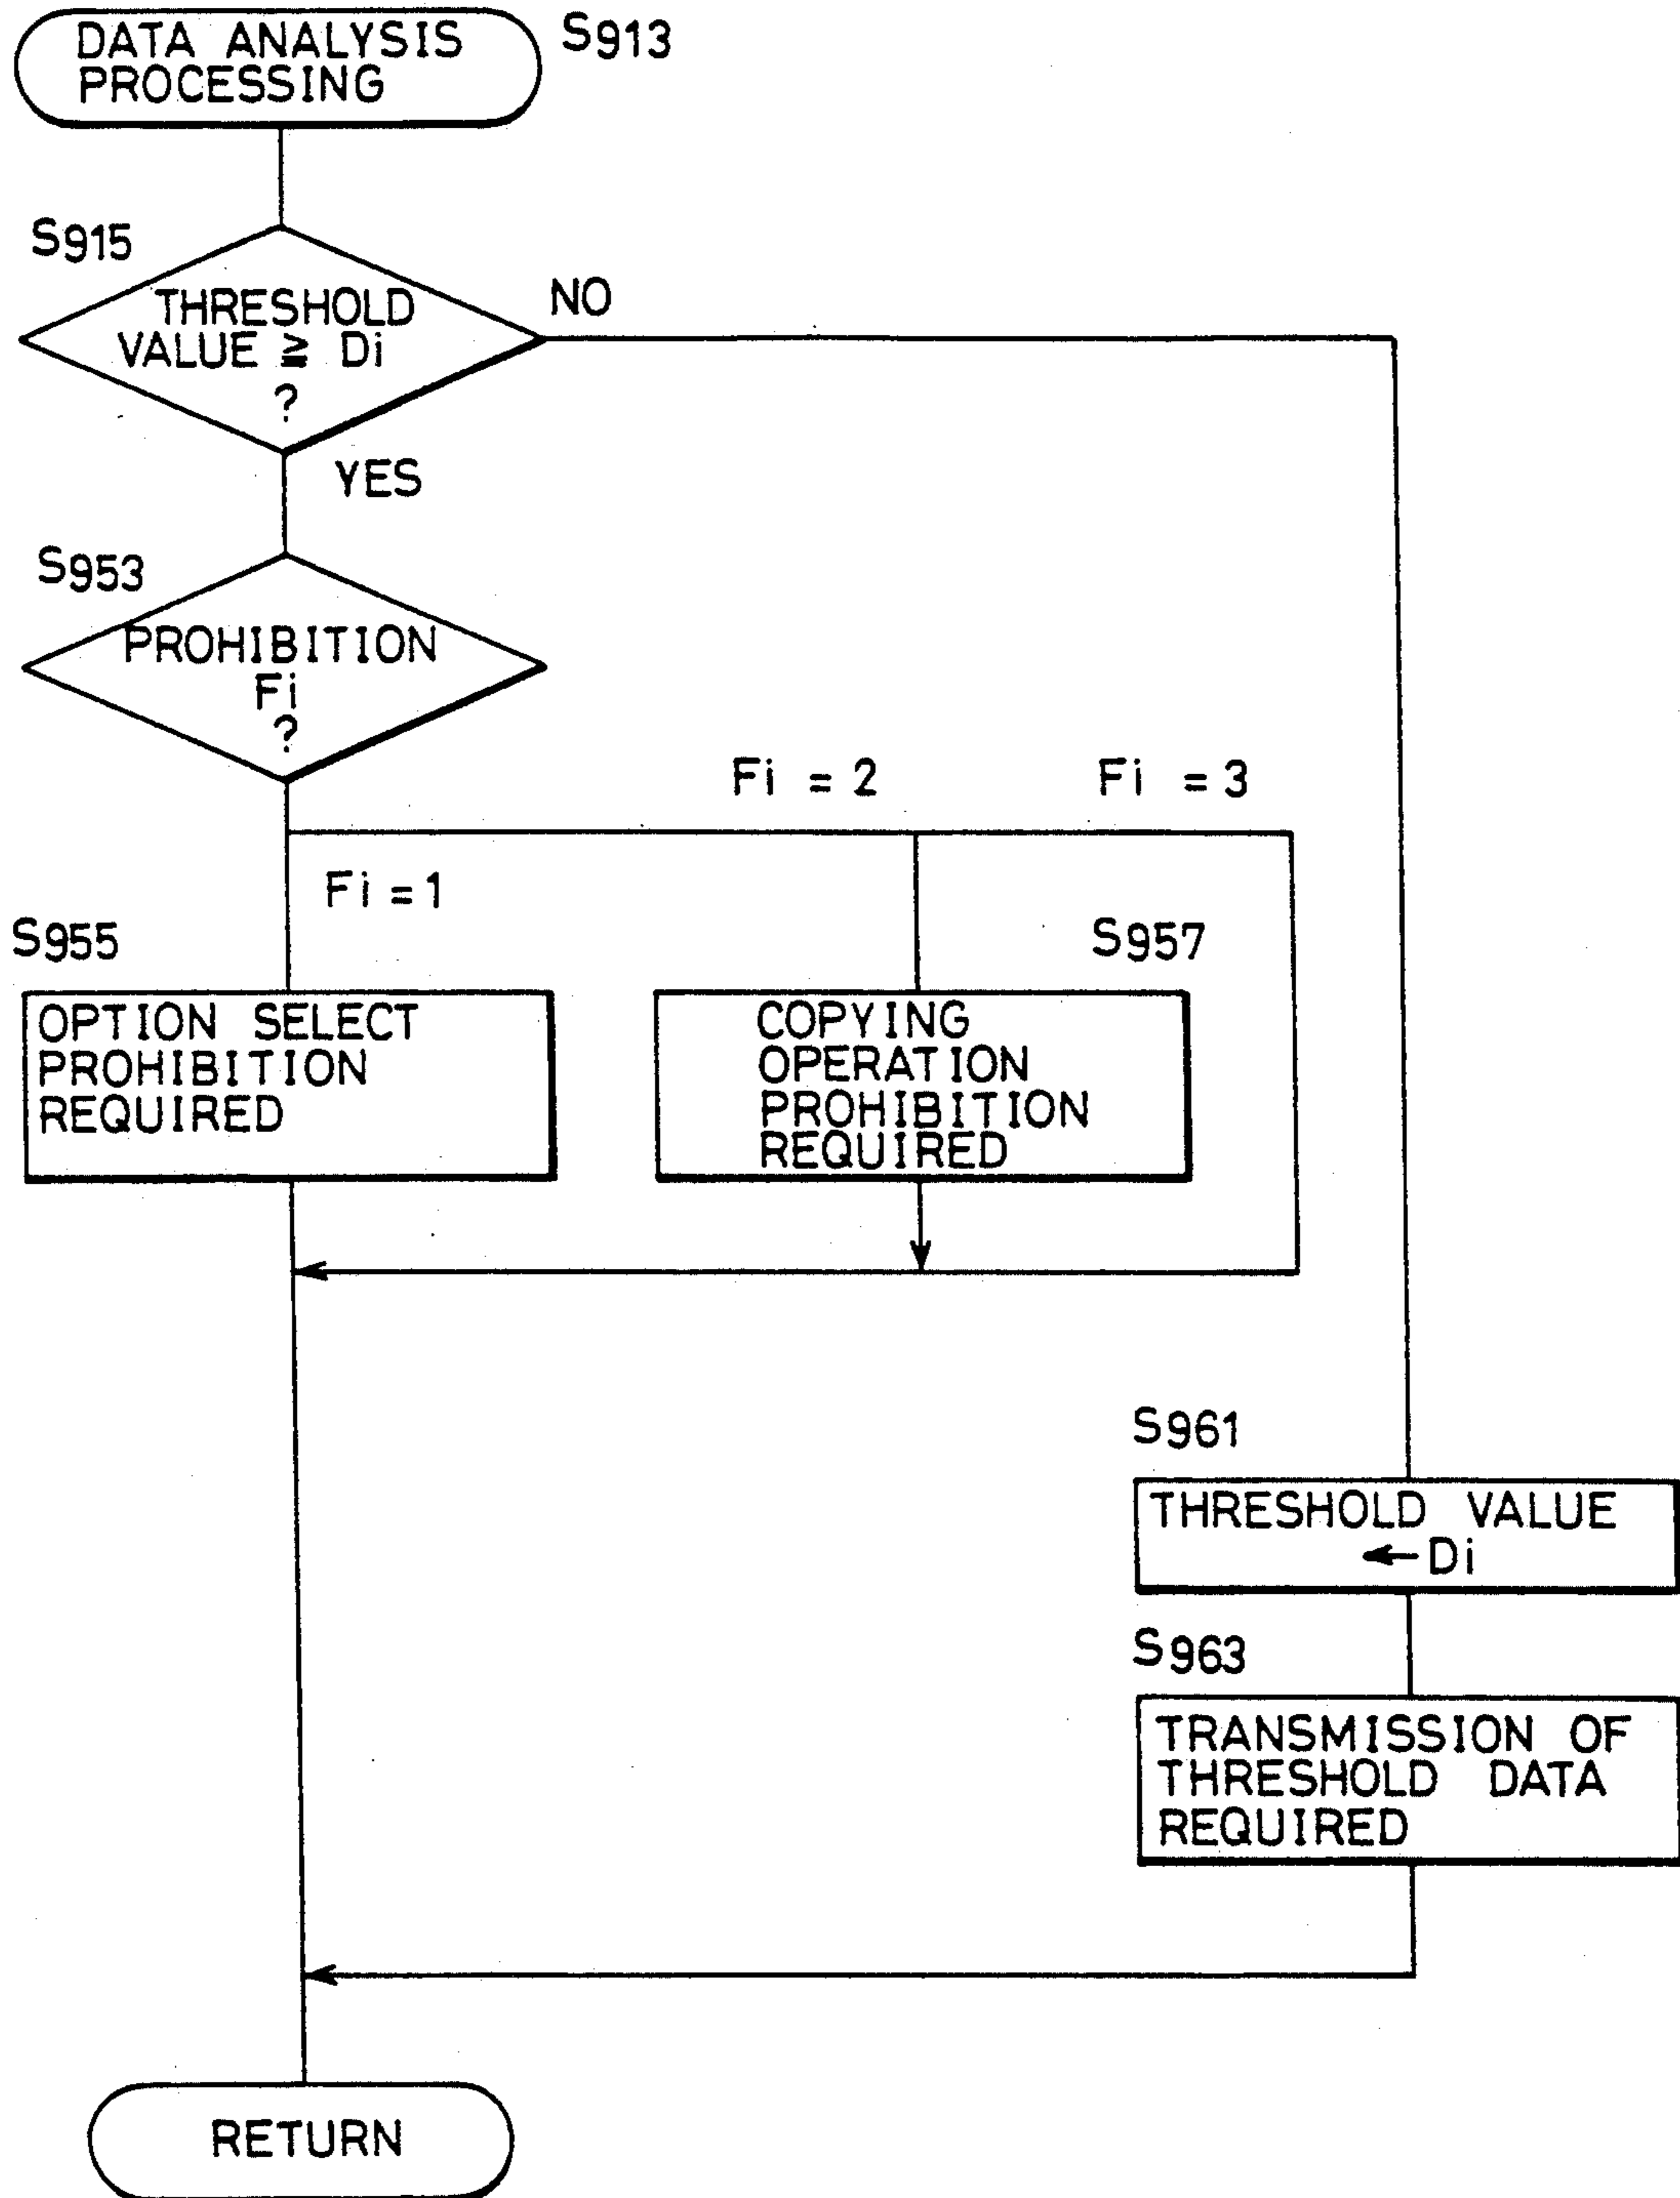 DATA ANALYSIS
PROCESSING
S913
S915
THRESHOLD
VALUE ≧ Di
?
NO
YES
S953
PROHIBITION
Fi
?
Fi = 2
Fi = 3
Fi = 1
S955
S957
OPTION SELECT
PROHIBITION
REQUIRED
COPYING
OPERATION
PROHIBITION
REQUIRED
S961
THRESHOLD VALUE
← Di
S963
TRANSMISSION OF
THRESHOLD DATA
REQUIRED
RETURN